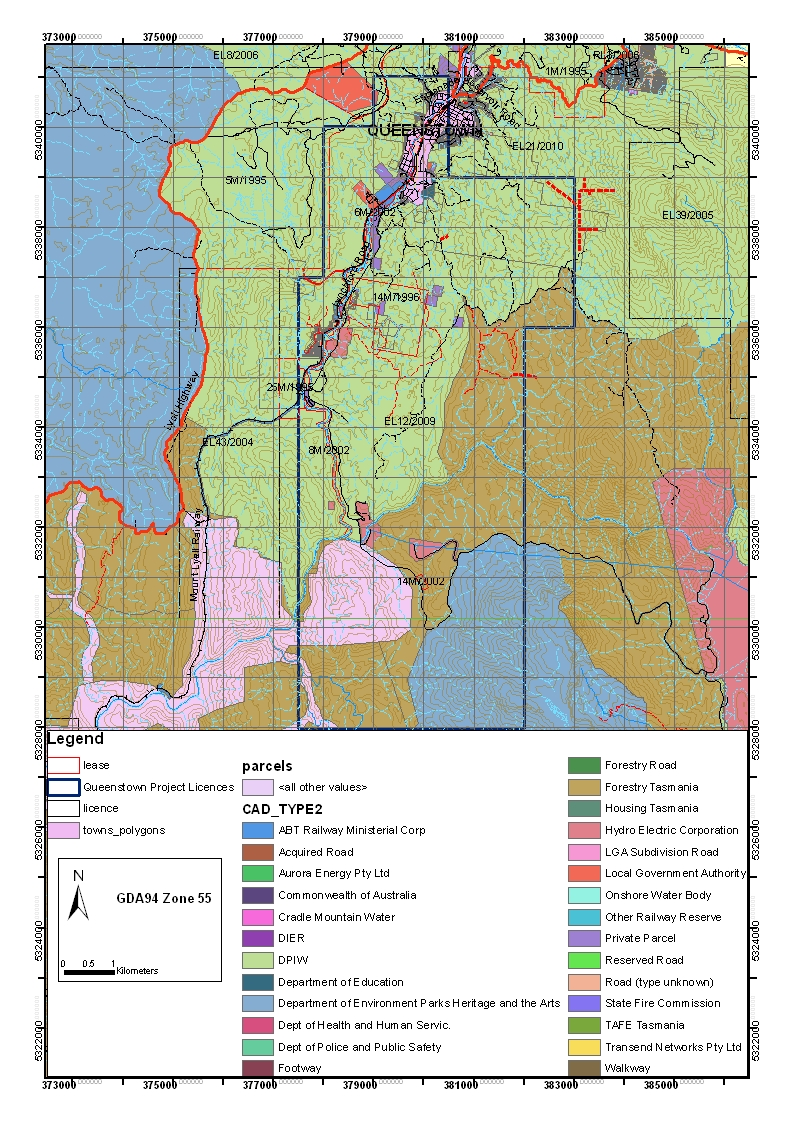 373000 375000 377000 379000 381000 383000 385000
EL8/2006
1M/1995
5340000
QUEENSTOWN
EL21/2010
5M/1995
6M/2002
EL39/2005
5338000
14M/1996
5336000
25M/1995
Lyell Highway
EL12/2009
5334000
EL43/2004
8M/2002
5332000
Mount Lyell Railway
14M/2002
5330000
5328000
Legend
lease
Queenstown Project Licences
licence
towns_polygons
N
GDA94 Zone 55
0 0.5 1
Kilometers
parcels
<all other values>
CAD_TYPE2
ABT Railway Ministerial Corp
Acquired Road
Aurora Energy Pty Ltd
Commonwealth of Australia
Cradle Mountain Water
DIER
DPIW
Department of Education
Department of Environment Parks Heritage and the Arts
Dept of Health and Human Servic.
Dept of Police and Public Safety
Footway
Forestry Road
Forestry Tasmania
Housing Tasmania
Hydro Electric Corporation
LGA Subdivision Road
Local Government Authority
Onshore Water Body
Other Railway Reserve
Private Parcel
Reserved Road
Road (type unknown)
State Fire Commission
TAFE Tasmania
Transend Networks Pty Ltd
Walkway
5326000
5324000
5322000
373000 375000 377000 379000 381000 383000 385000